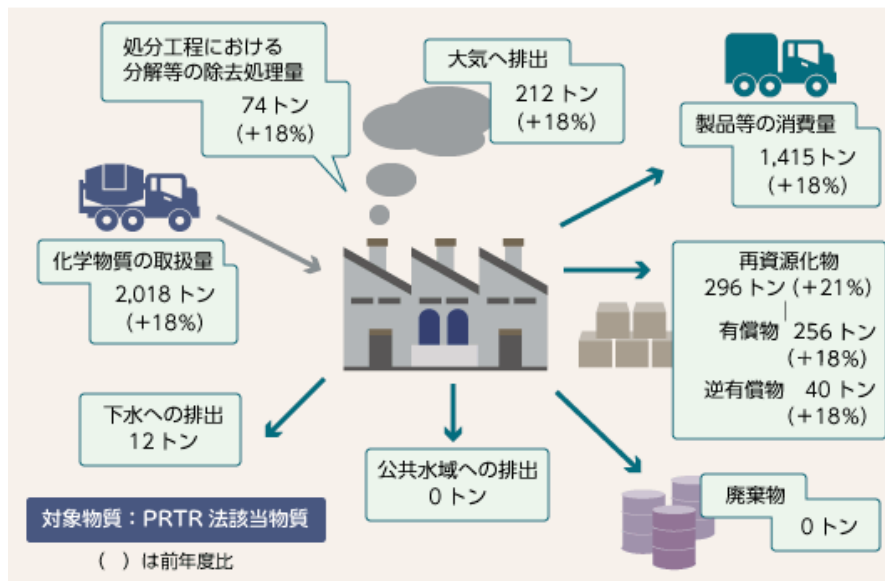 処分工程における
分解等の除去処理量
74トン
(+18%)
大気へ排出
212トン
(+18%)
製品等の消費量
1,415トン
(+18%)
化学物質の取扱量
2,018トン
(+18%)
再資源化物
296トン(+21%)
有償物 256トン
(+18%)
逆有償物 40トン
(+18%)
下水への排出
12トン
公共水域への排出
0トン
廃棄物
0トン
対象物質：PRTR法該当物質
( )は前年度比